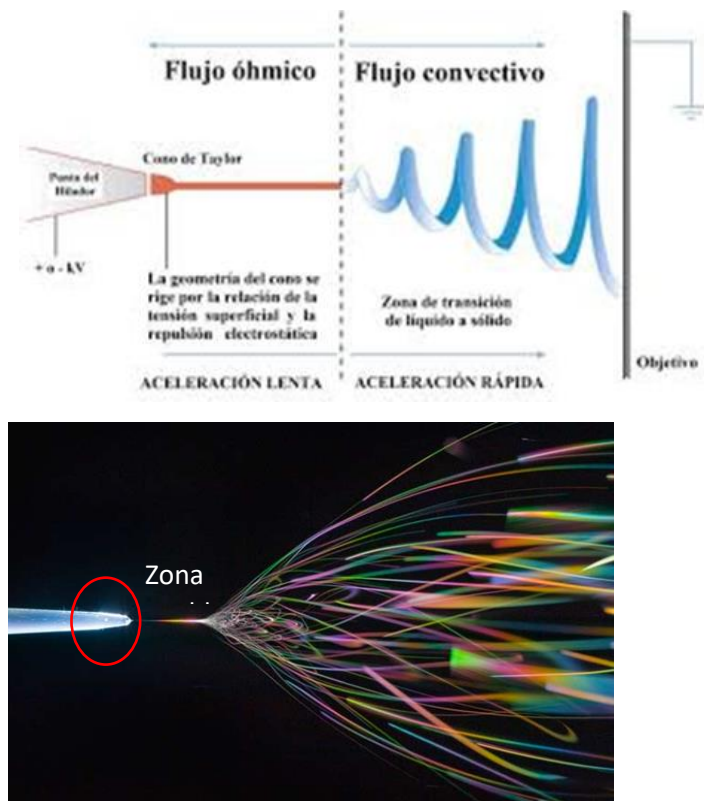 Flujo óhmico
Flujo convectivo
Cono de Taylor
Punta del
Hilador
+ o - kV
La geometría del cono se
rige por la relación de la
tensión superficial y la
repulsión electrostática
Zona de transición
de líquido a sólido
Objetivo
ACELERACIÓN LENTA
ACELERACIÓN RÁPIDA
Zona